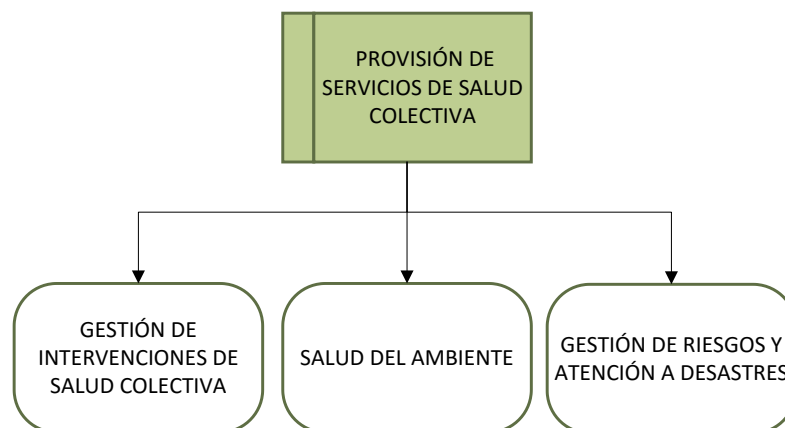 PROVISIÓN DE
SERVICIOS DE SALUD
COLECTIVA
GESTIÓN DE
INTERVENCIONES DE
SALUD COLECTIVA
SALUD DEL AMBIENTE
GESTIÓN DE RIESGOS Y
ATENCIÓN A DESASTRES